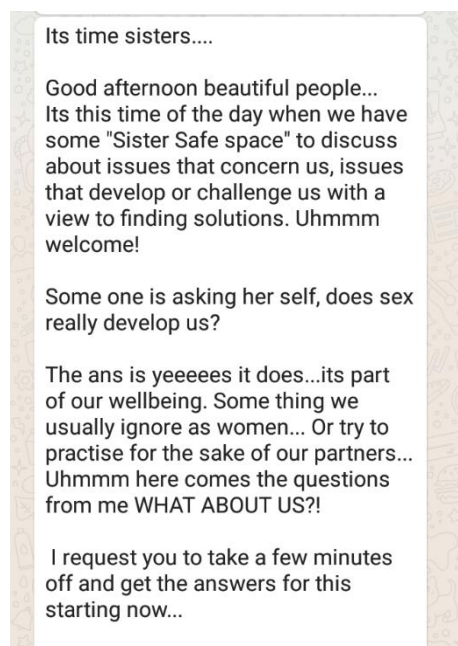 Its time sisters....
Good afternoon beautiful people...
Its this time of the day when we have
some "Sister Safe space" to discuss
about issues that concern us, issues
that develop or challenge us with a
view to finding solutions. Uhmmm
welcome!
Some one is asking her self, does sex
really develop us?
The ans is yeeeees it does...its part
of our wellbeing. Some thing we
usually ignore as women... Or try to
practise for the sake of our partners...
Uhmmm here comes the questions
from me WHAT ABOUT US?!
I request you to take a few minutes
off and get the answers for this
starting now...